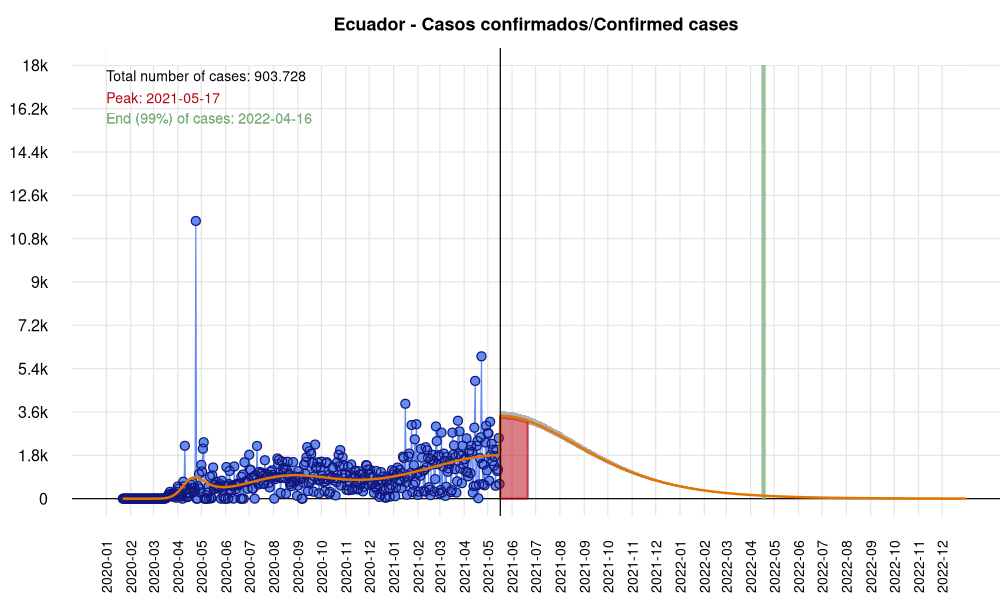 Ecuador - Casos confirmados/Confirmed cases
18k
16.2k
14.4k
12.6k
10.8k
9k
7.2k
5.4k
3.6k
1.8k
0
Total number of cases: 903.728
Peak: 2021-05-17
End (99%) of cases: 2022-04-16
2020-01
2020-02
2020-03
2020-04
2020-05
2020-06
2020-07
2020-08
2020-09
2020-10
2020-11
2020-12
2021-01
2021-02
2021-03
2021-04
2021-05
2021-06
2021-07
2021-08
2021-09
2021-10
2021-11
2021-12
2022-01
2022-02
2022-03
2022-04
2022-05
2022-06
2022-07
2022-08
2022-09
2022-10
2022-11
2022-12